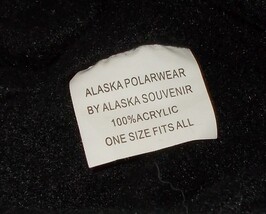 ALASKA POLARWEAR
BY ALASKA SOUVENIR
100%ACRYLIC
ONE SIZE FITS ALL